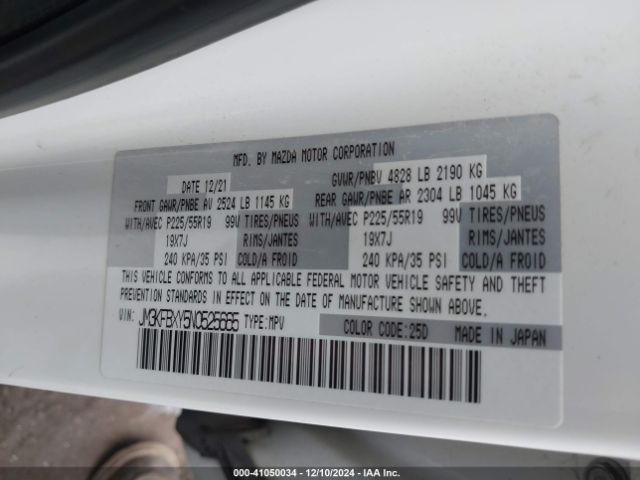 MFD. BY MAZDA MOTOR CORPORATION
DATE 12/21 GVWR/PNBV 4828 LB 2190 KG
FRONT GAWR/PNBE AV 2524 LB 1145 KG REAR GAWR/PNBE AR 2304 LB 1045 KG
WITH/AVEC P225/55R19 99V TIRES/PNEUS WITH/AVEC P225/55R19 99V TIRES/PNEUS
19X7J RIMS/JANTES 19X7J RIMS/JANTES
240 KPA/35 PSI COLD/A FROID 240 KPA/35 PSI COLD/A FROID
THIS VEHICLE CONFORMS TO ALL APPLICABLE FEDERAL MOTOR VEHICLE SAFETY AND THEFT
PREVENTION STANDARDS IN EFFECT ON THE DATE OF MANUFACTURE SHOWN ABOVE.
VIN: JM3KFBXY5N0525665 TYPE:MPV COLOR CODE:25D MADE IN JAPAN
000-41050034 — 12/10/2024 — IAA Inc.